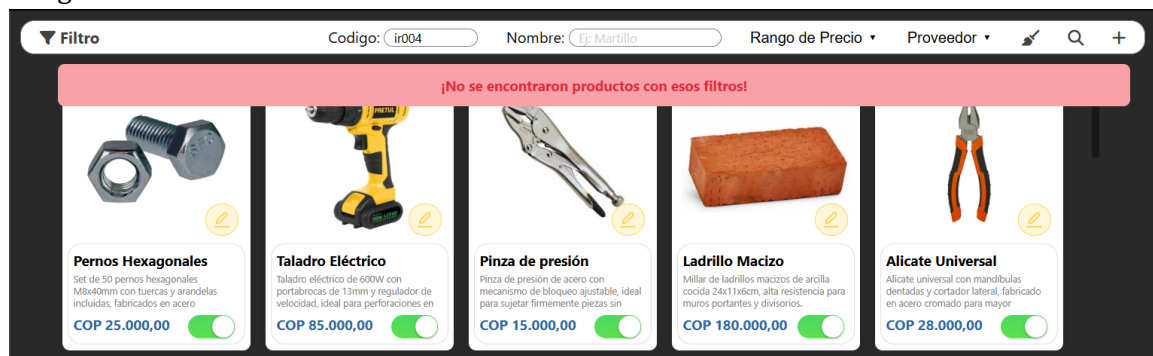 Filtro Codigo: ir004 Nombre: Ej: Martillo Rango de Precio Proveedor
¡No se encontraron productos con esos filtros!
PRETUL
Pernos Hexagonales
Set de 50 pernos hexagonales
M8x40mm con tuercas y arandelas
incluidas, fabricados en acero
COP 25.000,00
Taladro Eléctrico
Taladro eléctrico de 600W con
portabrocas de 13mm y regulador de
velocidad, ideal para perforaciones en
COP 85.000,00
Pinza de presión
Pinza de presión de acero con
mecanismo de bloqueo ajustable, ideal
para sujetar firmemente piezas sin
COP 15.000,00
Ladrillo Macizo
Millar de ladrillos macizos de arcilla
cocida 24x11x6cm, alta resistencia para
muros portantes y divisorios.
COP 180.000,00
Alicate Universal
Alicate universal con mandíbulas
dentadas y cortador lateral, fabricado
en acero cromado para mayor
COP 28.000,00